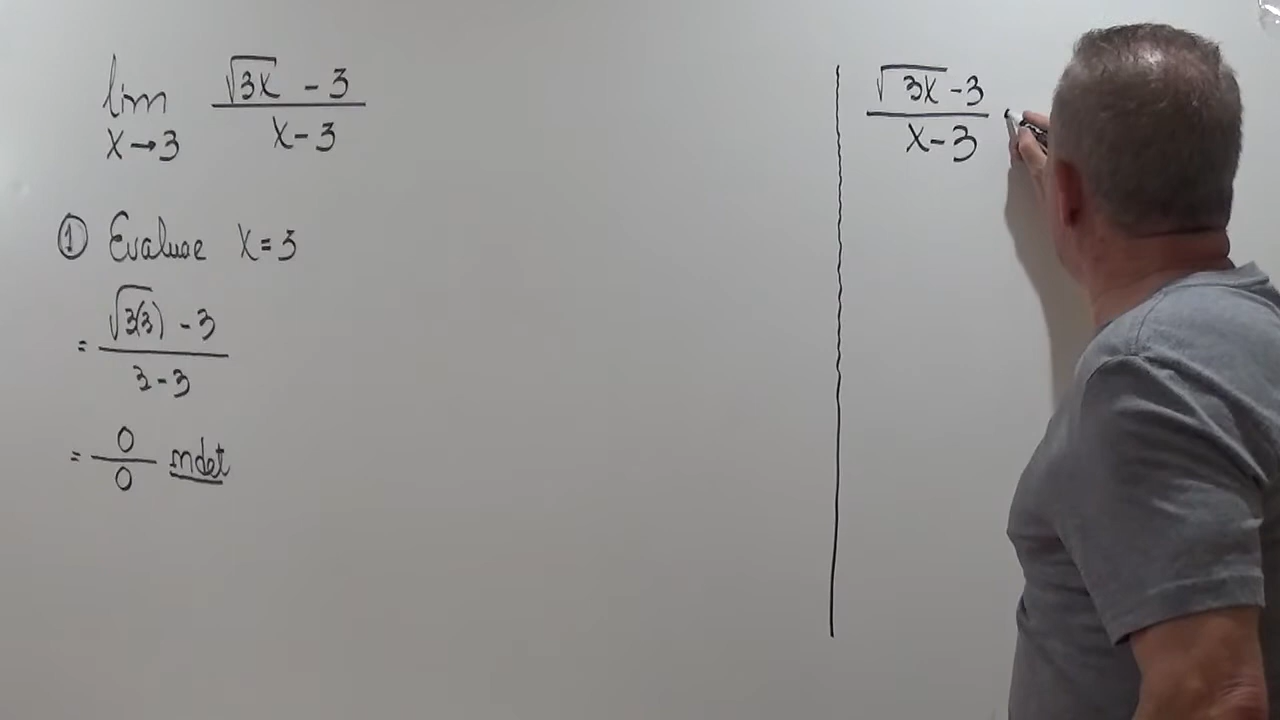 lim x→3 (√3x - 3)/(x - 3)
① Evaluae x = 3
= (√3(3) - 3)/(3 - 3)
= 0/0 indet
(√3x - 3)/(x - 3) ·